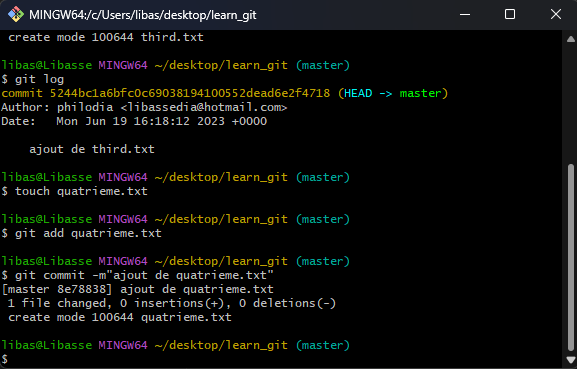 MINGW64:/c/Users/libas/desktop/learn_git
create mode 100644 third.txt
libas@Libasse MINGW64 ~/desktop/learn_git (master)
$ git log
commit 5244bc1a6bfc0c69038194100552dead6e2f4718 (HEAD -> master)
Author: philodia <libassedia@hotmail.com>
Date:   Mon Jun 19 16:18:12 2023 +0000
ajout de third.txt
libas@Libasse MINGW64 ~/desktop/learn_git (master)
$ touch quatrieme.txt
libas@Libasse MINGW64 ~/desktop/learn_git (master)
$ git add quatrieme.txt
libas@Libasse MINGW64 ~/desktop/learn_git (master)
$ git commit -m"ajout de quatrieme.txt"
[master 8e78838] ajout de quatrieme.txt
1 file changed, 0 insertions(+), 0 deletions(-)
create mode 100644 quatrieme.txt
libas@Libasse MINGW64 ~/desktop/learn_git (master)
$